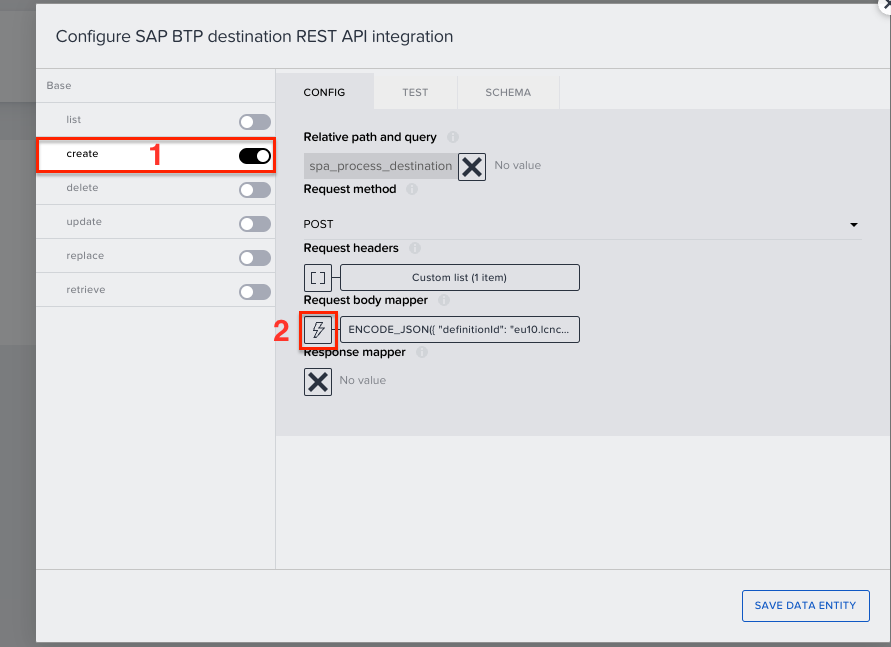 Configure SAP BTP destination REST API integration
Base
list
create
1
delete
update
replace
retrieve
CONFIG
TEST
SCHEMA
Relative path and query
spa_process_destination
No value
Request method
POST
Request headers
[ ]
Custom list (1 item)
Request body mapper
2
ENCODE_JSON({ "definitionId": "eu10.lcnc...
Response mapper
No value
SAVE DATA ENTITY